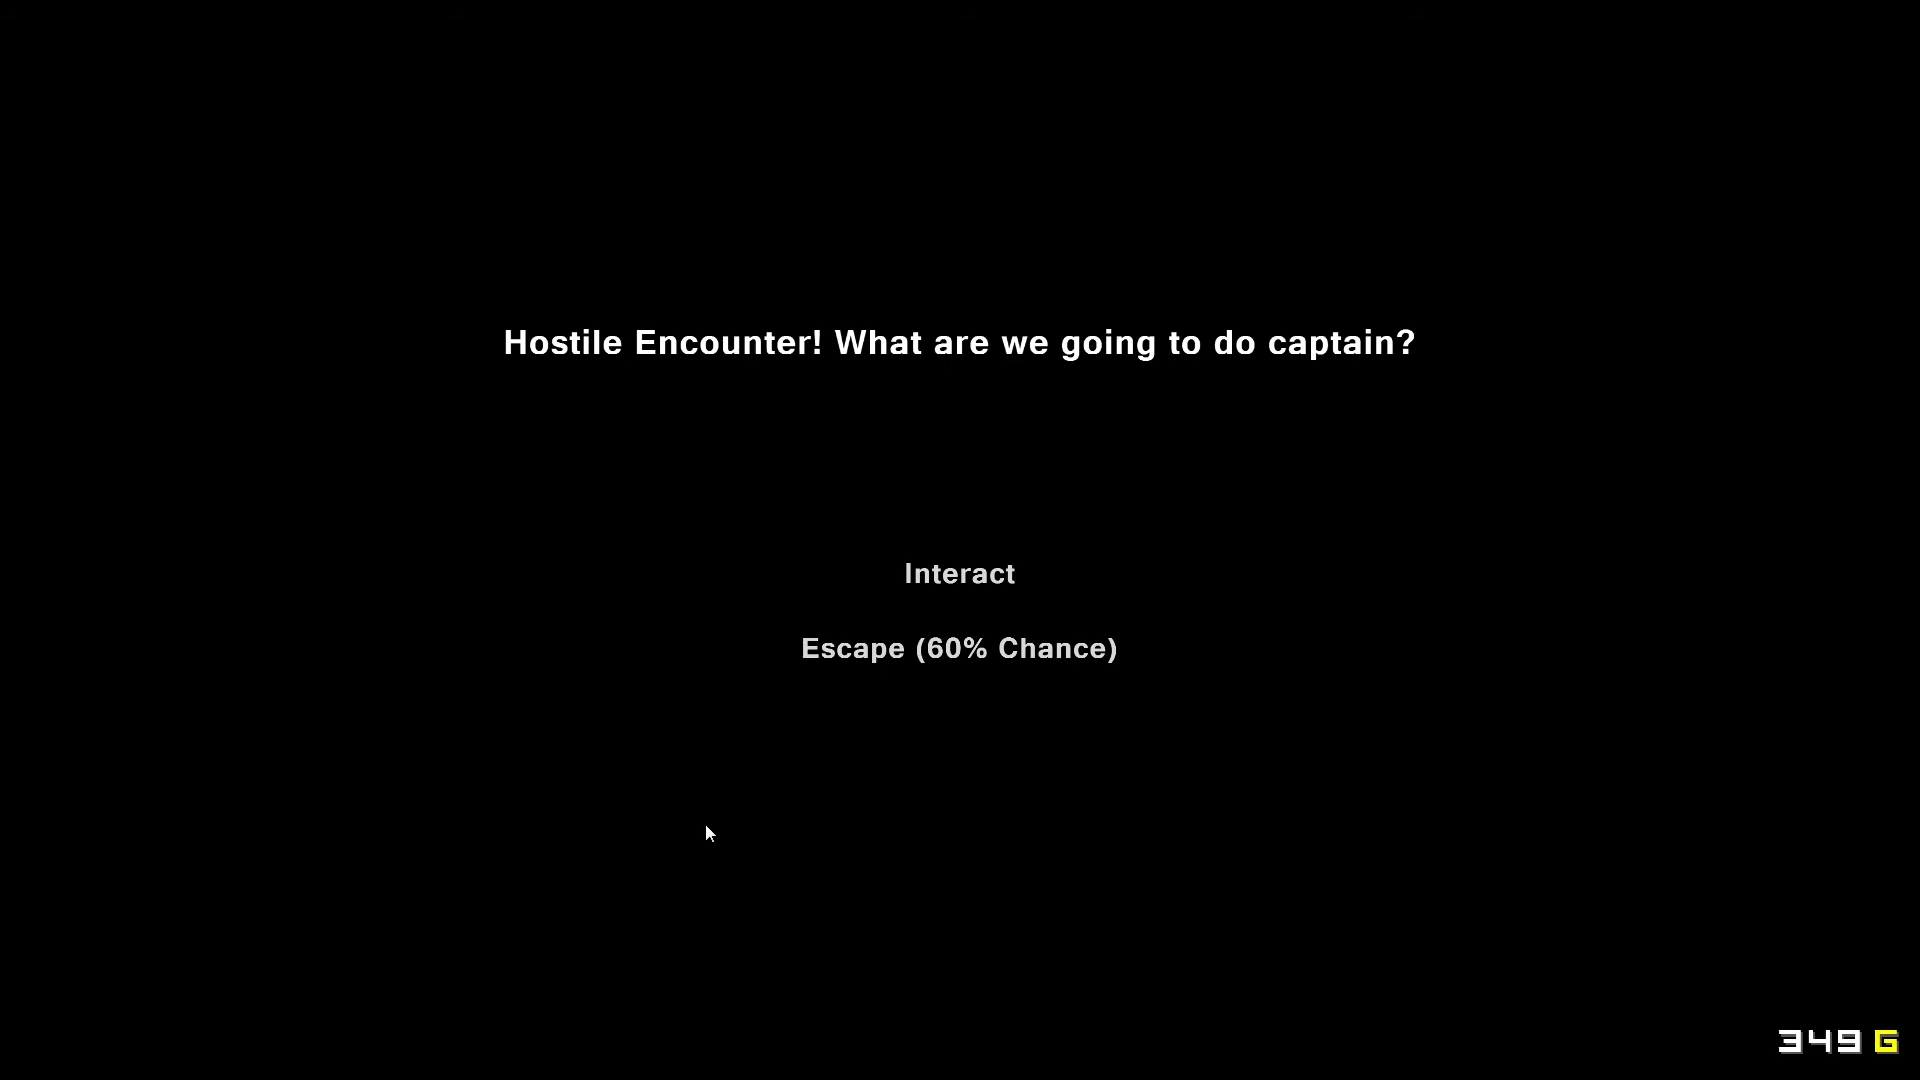 Hostile Encounter! What are we going to do captain?
Interact
Escape (60% Chance)
349 G